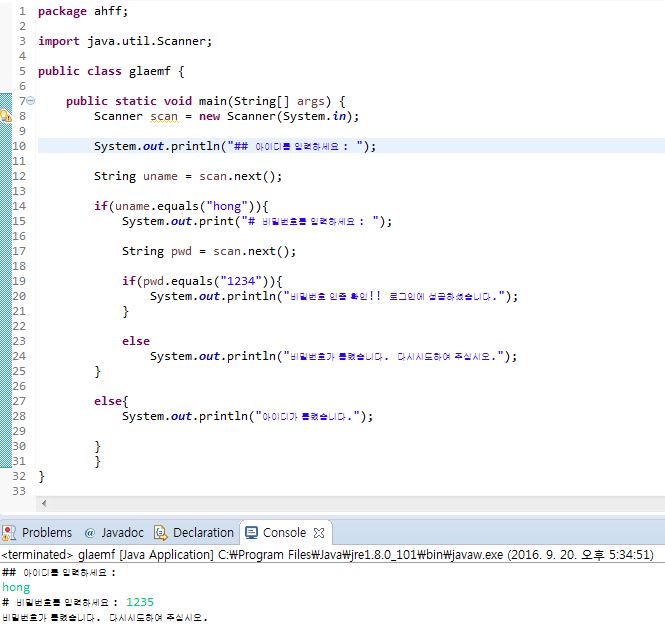 1 package ahff;
2
3 import java.util.Scanner;
4
5 public class glaemf {
6
7 public static void main(String[] args) {
8 Scanner scan = new Scanner(System.in);
9
10 System.out.println("## 아이디를 입력하세요 : ");
11
12 String uname = scan.next();
13
14 if(uname.equals("hong")){
15 System.out.print("# 비밀번호를 입력하세요 : ");
16
17 String pwd = scan.next();
18
19 if(pwd.equals("1234")){
20 System.out.println("비밀번호 인증 확인!! 로그인에 성공하셨습니다.");
21 }
22
23 else
24 System.out.println("비밀번호가 틀렸습니다. 다시시도하여 주십시오.");
25 }
26
27 else{
28 System.out.println("아이디가 틀렸습니다.");
29
30 }
31 }
32 }
33
Problems @ Javadoc Declaration Console
<terminated> glaemf [Java Application] C:₩Program Files₩Java₩jre1.8.0_101₩bin₩javaw.exe (2016. 9. 20. 오후 5:34:51)
## 아이디를 입력하세요 :
hong
# 비밀번호를 입력하세요 : 1235
비밀번호가 틀렸습니다. 다시시도하여 주십시오.